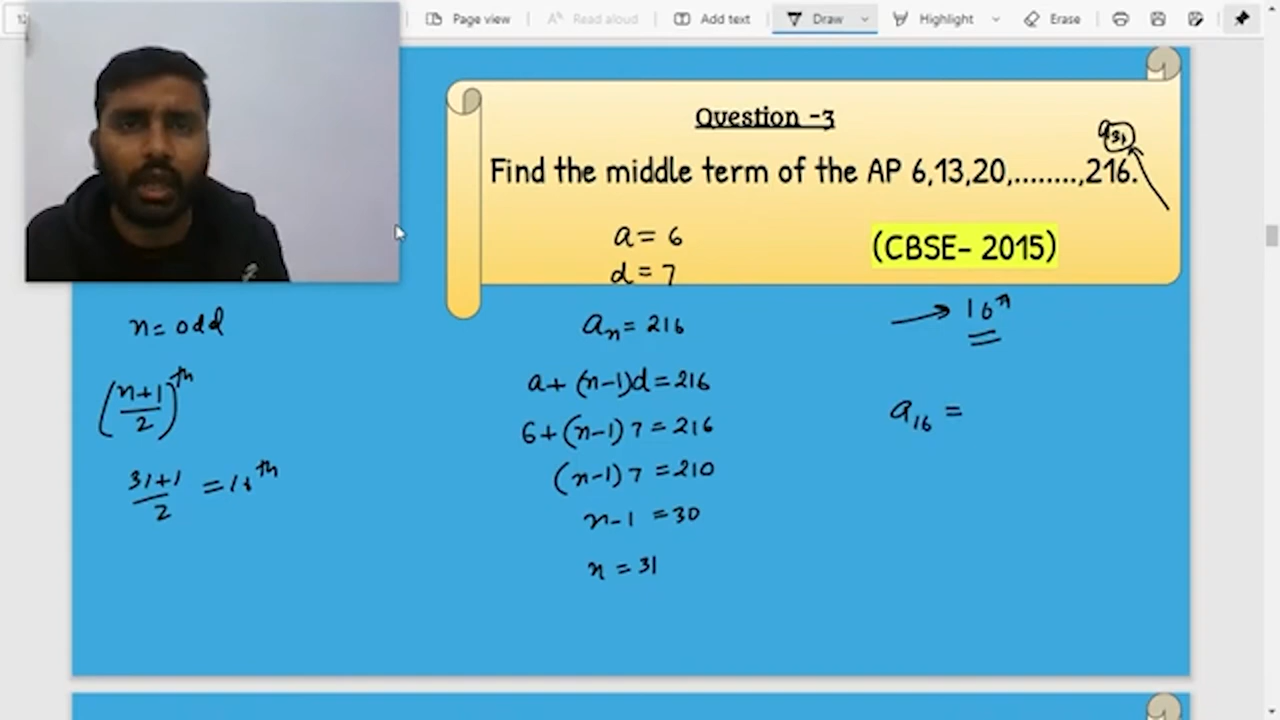 Page view
Read aloud
Add text
Draw
Highlight
Erase
Question -3
a31
Find the middle term of the AP 6,13,20,........,216.
a = 6
(CBSE- 2015)
d = 7
n = odd
an = 216
→ 16th
(n+1/2)th
a + (n-1)d = 216
a16 =
6 + (n-1) 7 = 216
31+1/2 = 16th
(n-1) 7 = 210
n-1 = 30
n = 31